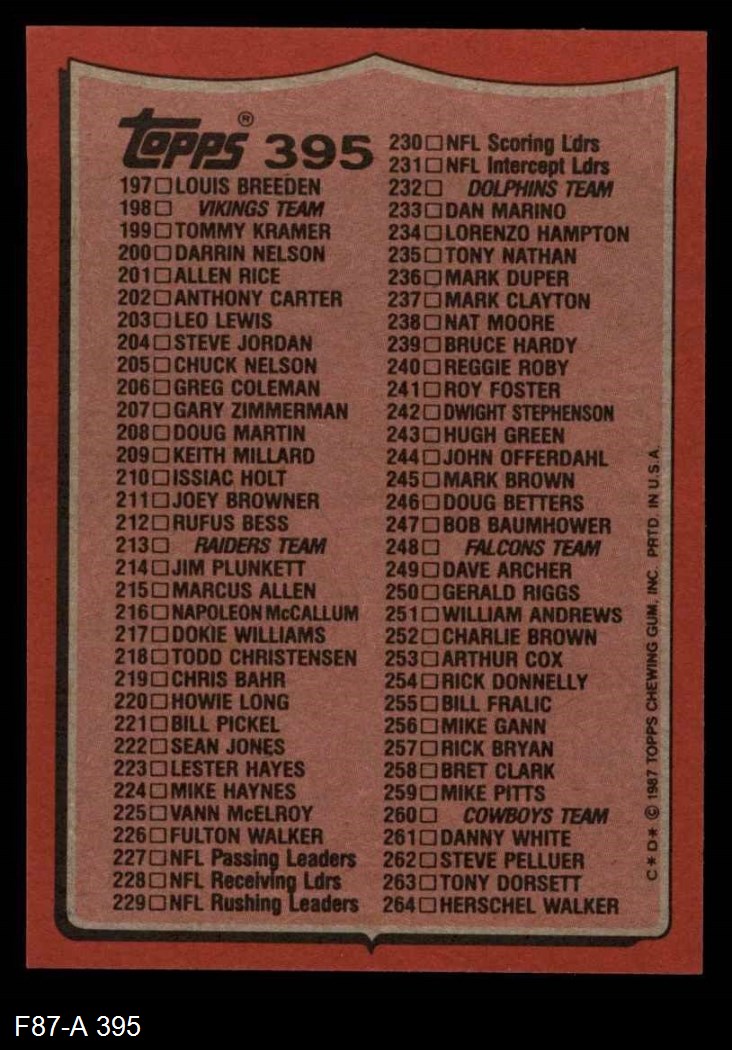 TOPPS® 395
197☐LOUIS BREEDEN
198☐ VIKINGS TEAM
199☐TOMMY KRAMER
200☐DARRIN NELSON
201☐ALLEN RICE
202☐ANTHONY CARTER
203☐LEO LEWIS
204☐STEVE JORDAN
205☐CHUCK NELSON
206☐GREG COLEMAN
207☐GARY ZIMMERMAN
208☐DOUG MARTIN
209☐KEITH MILLARD
210☐ISSIAC HOLT
211☐JOEY BROWNER
212☐RUFUS BESS
213☐ RAIDERS TEAM
214☐JIM PLUNKETT
215☐MARCUS ALLEN
216☐NAPOLEON McCALLUM
217☐DOKIE WILLIAMS
218☐TODD CHRISTENSEN
219☐CHRIS BAHR
220☐HOWIE LONG
221☐BILL PICKEL
222☐SEAN JONES
223☐LESTER HAYES
224☐MIKE HAYNES
225☐VANN McELROY
226☐FULTON WALKER
227☐NFL Passing Leaders
228☐NFL Receiving Ldrs
229☐NFL Rushing Leaders
230☐NFL Scoring Ldrs
231☐NFL Intercept Ldrs
232☐ DOLPHINS TEAM
233☐DAN MARINO
234☐LORENZO HAMPTON
235☐TONY NATHAN
236☐MARK DUPER
237☐MARK CLAYTON
238☐NAT MOORE
239☐BRUCE HARDY
240☐REGGIE ROBY
241☐ROY FOSTER
242☐DWIGHT STEPHENSON
243☐HUGH GREEN
244☐JOHN OFFERDAHL
245☐MARK BROWN
246☐DOUG BETTERS
247☐BOB BAUMHOWER
248☐ FALCONS TEAM
249☐DAVE ARCHER
250☐GERALD RIGGS
251☐WILLIAM ANDREWS
252☐CHARLIE BROWN
253☐ARTHUR COX
254☐RICK DONNELLY
255☐BILL FRALIC
256☐MIKE GANN
257☐RICK BRYAN
258☐BRET CLARK
259☐MIKE PITTS
260☐ COWBOYS TEAM
261☐DANNY WHITE
262☐STEVE PELLUER
263☐TONY DORSETT
264☐HERSCHEL WALKER
C*D* © 1987 TOPPS CHEWING GUM, INC. PRTD. IN U.S.A.
F87-A 395